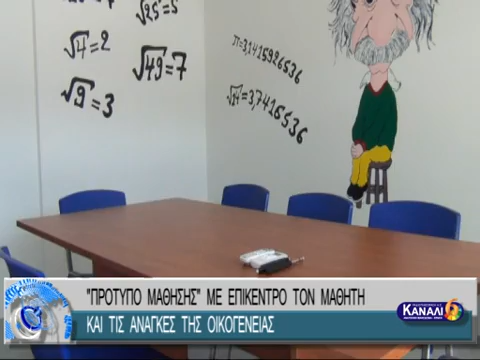 √25=5
√4=2
√49=7
√9=3
π=3,1415926536
√14=3,7416536
"ΠΡΟΤΥΠΟ ΜΑΘΗΣΗΣ" ΜΕ ΕΠΙΚΕΝΤΡΟ ΤΟΝ ΜΑΘΗΤΗ
ΚΑΙ ΤΙΣ ΑΝΑΓΚΕΣ ΤΗΣ ΟΙΚΟΓΕΝΕΙΑΣ
ΚΑΝΑΛΙ 6